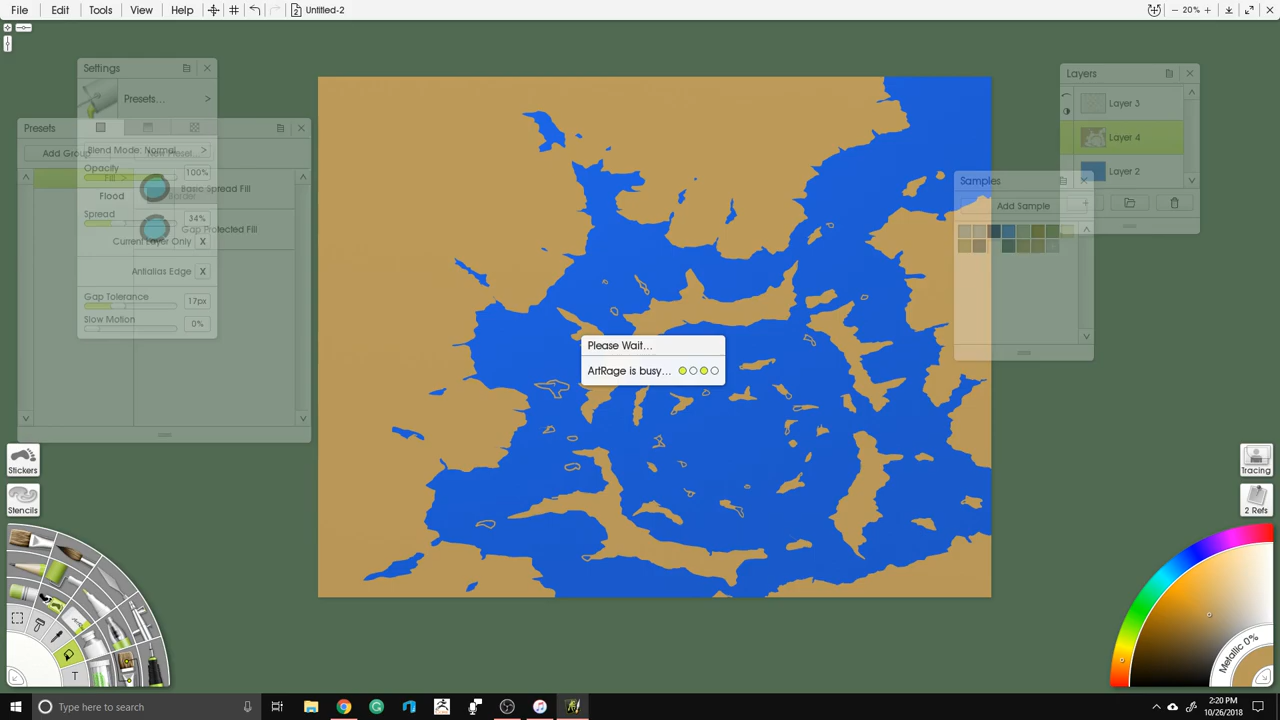 File Edit Tools View Help Untitled-2 20%
Settings
Presets...
Presets
Add Group New Preset
Blend Mode: Normal
Opacity 100%
Fill >
Basic Spread Fill
Flood
Spread 34%
Gap Protected Fill
Current Layer Only X
Antialias Edge X
Gap Tolerance 17px
Slow Motion 0%
Please Wait...
ArtRage is busy...
Layers
Layer 3
Layer 4
Layer 2
Samples
Add Sample
Stickers
Stencils
T
Tracing
2 Refs
Metallic 0%
Type here to search
2:20 PM
10/26/2018